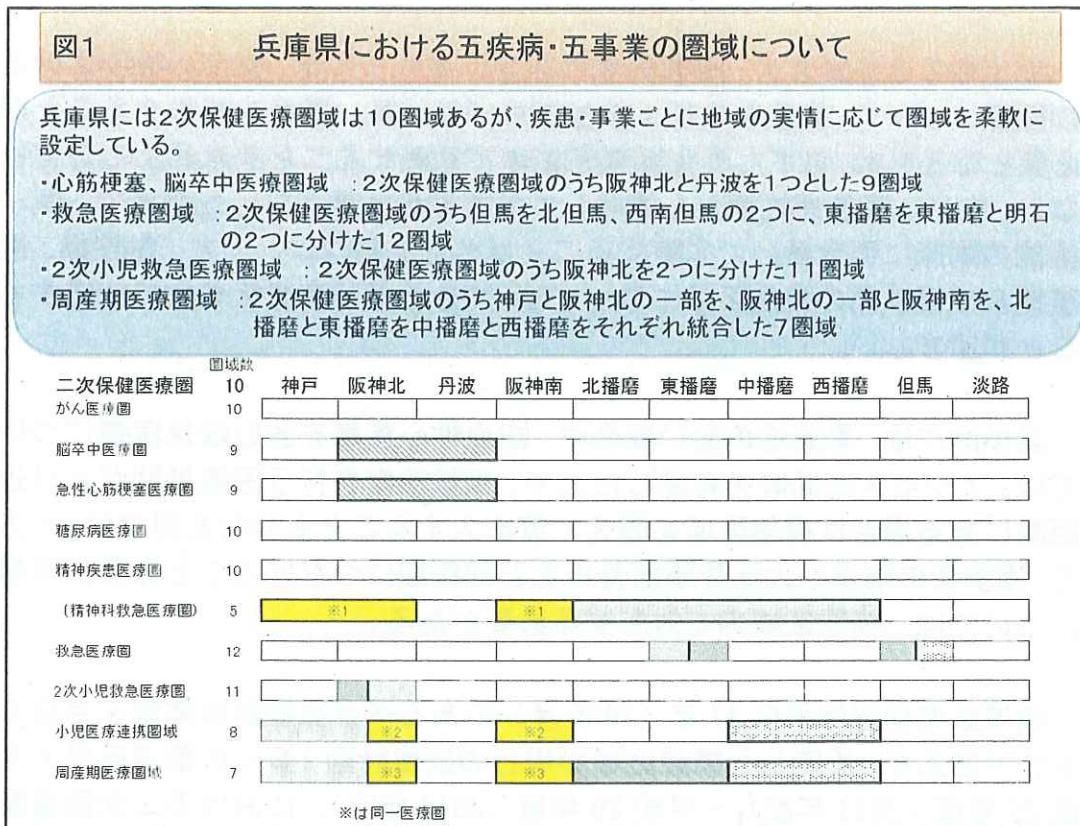 図1 兵庫県における五疾病・五事業の圏域について
兵庫県には2次保健医療圏域は10圏域あるが、疾患・事業ごとに地域の実情に応じて圏域を柔軟に
設定している。
・心筋梗塞、脳卒中医療圏域 :2次保健医療圏域のうち阪神北と丹波を1つとした9圏域
・救急医療圏域 :2次保健医療圏域のうち但馬を北但馬、西南但馬の2つに、東播磨を東播磨と明石
の2つに分けた12圏域
・2次小児救急医療圏域 :2次保健医療圏域のうち阪神北を2つに分けた11圏域
・周産期医療圏域 :2次保健医療圏域のうち神戸と阪神北の一部を、阪神北の一部と阪神南を、北
播磨と東播磨を中播磨と西播磨をそれぞれ統合した7圏域
圏域数
二次保健医療圏 10 神戸 阪神北 丹波 阪神南 北播磨 東播磨 中播磨 西播磨 但馬 淡路
がん医療圏 10
脳卒中医療圏 9
急性心筋梗塞医療圏 9
糖尿病医療圏 10
精神疾患医療圏 10
(精神科救急医療圏) 5 ※1 ※1
救急医療圏 12
2次小児救急医療圏 11
小児医療連携圏域 8 ※2 ※2
周産期医療圏域 7 ※3 ※3
※は同一医療圏